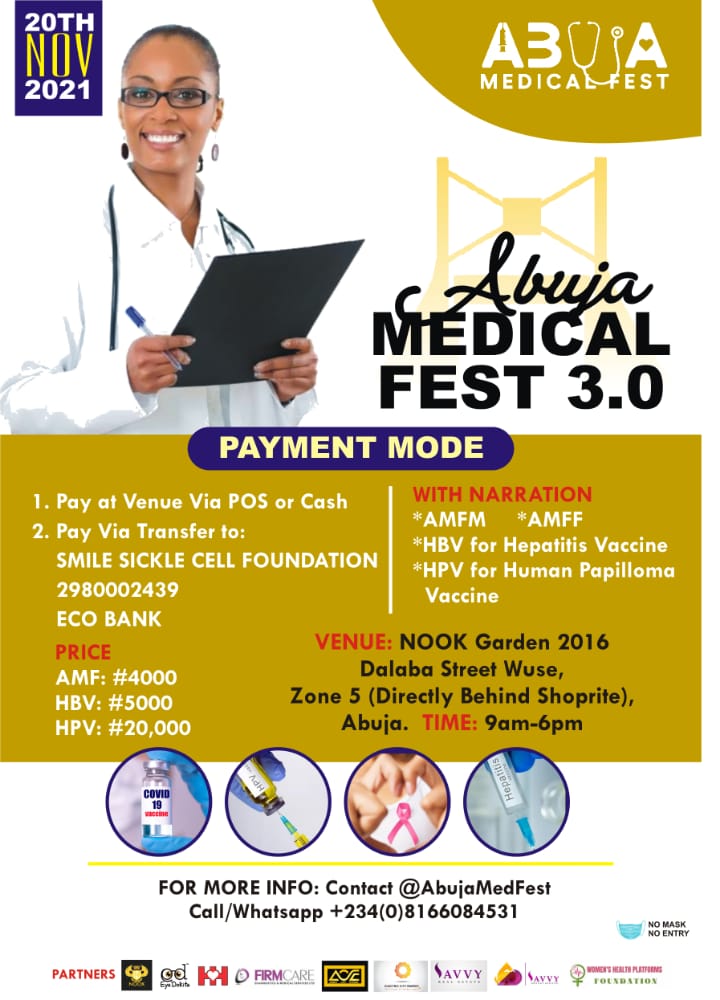 20TH
NOV
2021
ABUJA
MEDICAL FEST
Abuja
MEDICAL
FEST 3.0
PAYMENT MODE
1. Pay at Venue Via POS or Cash
2. Pay Via Transfer to:
SMILE SICKLE CELL FOUNDATION
2980002439
ECO BANK
PRICE
AMF: #4000
HBV: #5000
HPV: #20,000
WITH NARRATION
*AMFM *AMFF
*HBV for Hepatitis Vaccine
*HPV for Human Papilloma
Vaccine
VENUE: NOOK Garden 2016
Dalaba Street Wuse,
Zone 5 (Directly Behind Shoprite),
Abuja. TIME: 9am-6pm
COVID
19
vaccine
HPV
Hepatitis
FOR MORE INFO: Contact @AbujaMedFest
Call/Whatsapp +234(0)8166084531
NO MASK
NO ENTRY
PARTNERS
NOOK
EyeDokita
FIRMCARE
SAVVY
SAVVY
WOMEN'S HEALTH PLATFORMS
FOUNDATION